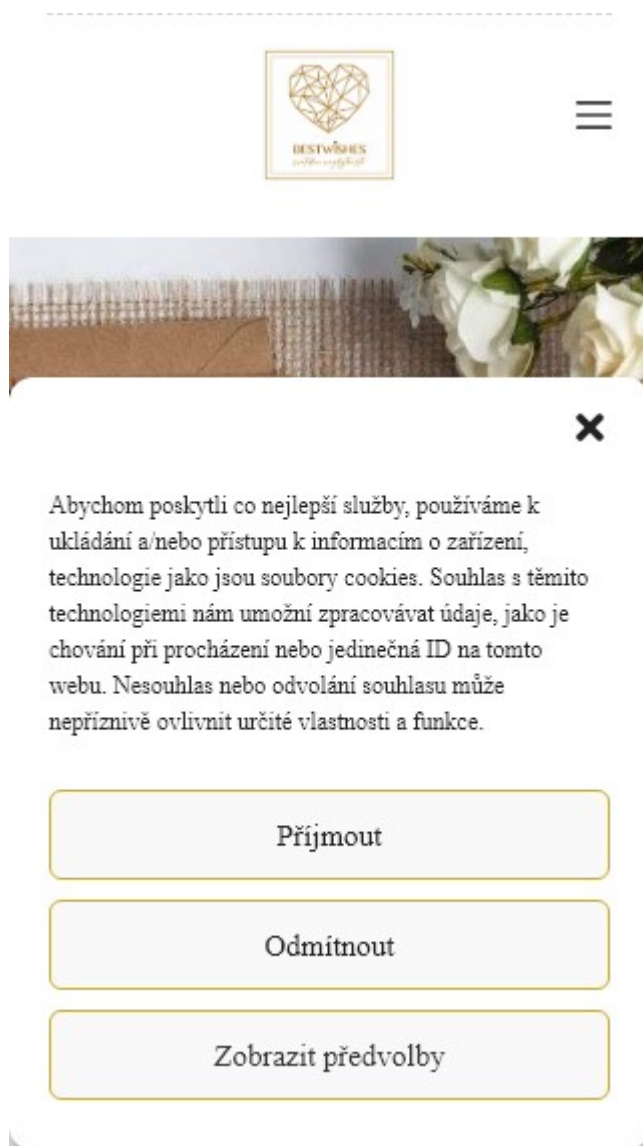 BESTWISHES
Abychom poskytli co nejlepší služby, používáme k
ukládání a/nebo přístupu k informacím o zařízení,
technologie jako jsou soubory cookies. Souhlas s těmito
technologiemi nám umožní zpracovávat údaje, jako je
chování při procházení nebo jedinečná ID na tomto
webu. Nesouhlas nebo odvolání souhlasu může
nepříznivě ovlivnit určité vlastnosti a funkce.
Příjmout
Odmítnout
Zobrazit předvolby